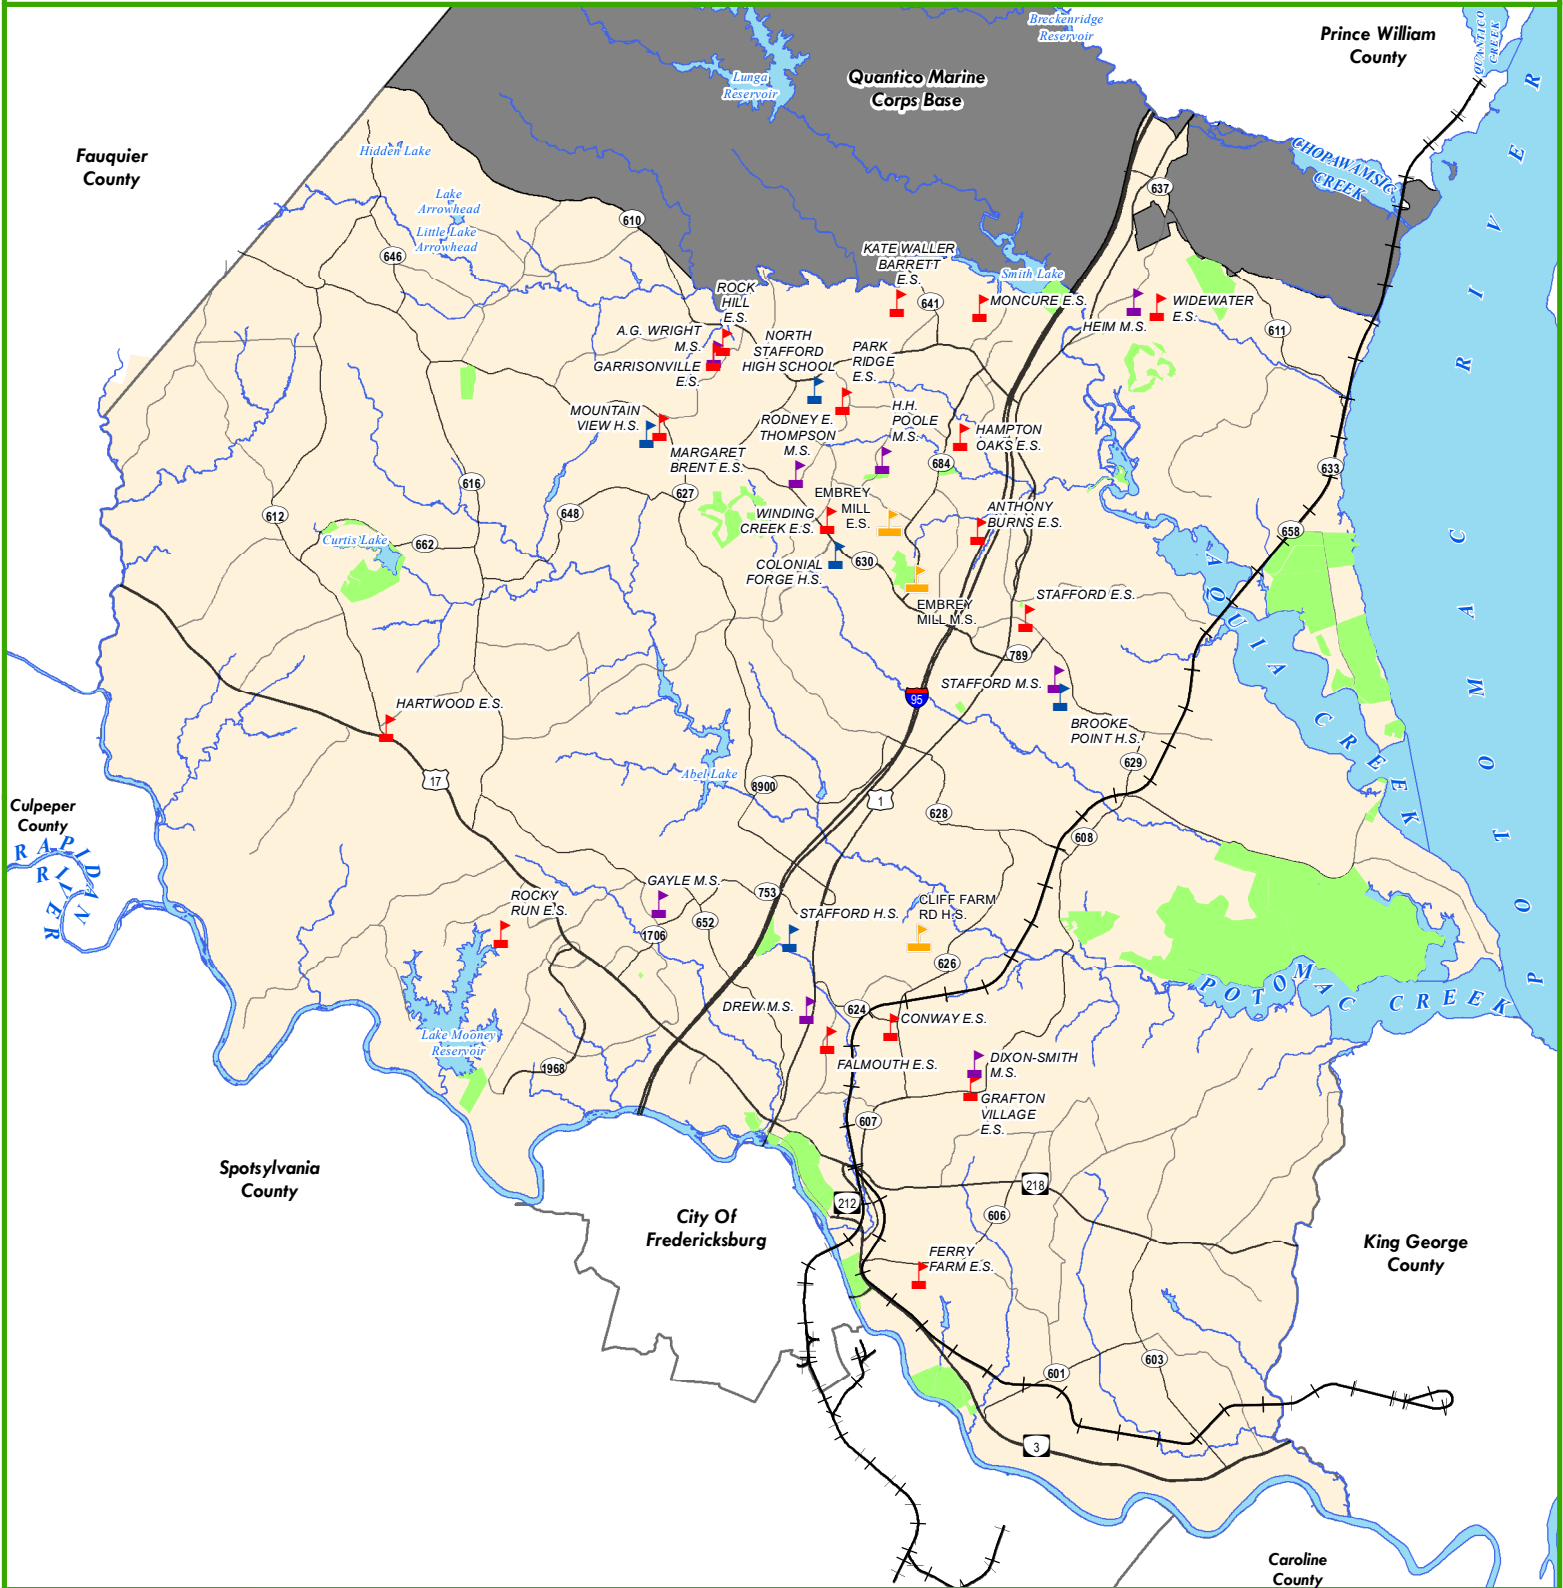 Breckenridge
Reservoir
Prince William
County
QUANTICO
CREEK
Lunga
Reservoir
Quantico Marine
Corps Base
Fauquier
County
Hidden Lake
CHOPAWAMSIC
CREEK
637
Lake
Arrowhead
Little Lake
Arrowhead
610
646
KATE WALLER
BARRETT
E.S.
Smith Lake
ROCK
HILL
E.S.
641
MONCURE E.S.
WIDEWATER
E.S.
HEIM M.S.
611
A.G. WRIGHT
M.S.
GARRISONVILLE
E.S.
NORTH
STAFFORD
HIGH SCHOOL
PARK
RIDGE
E.S.
MOUNTAIN
VIEW H.S.
RODNEY E.
THOMPSON
M.S.
H.H.
POOLE
M.S.
HAMPTON
OAKS E.S.
MARGARET
BRENT E.S.
684
633
616
627
612
648
EMBREY
MILL
E.S.
WINDING
CREEK E.S.
ANTHONY
BURNS E.S.
658
Curtis Lake
662
COLONIAL
FORGE H.S.
630
EMBREY
MILL M.S.
STAFFORD E.S.
789
STAFFORD M.S.
95
HARTWOOD E.S.
BROOKE
POINT H.S.
629
AQUIA CREEK
POTOMAC RIVER
17
Abel Lake
8900
1
628
608
Culpeper
County
RAPIDAN
RIVER
GAYLE M.S.
753
ROCKY
RUN E.S.
652
1706
STAFFORD H.S.
CLIFF FARM
RD H.S.
626
POTOMAC CREEK
DREW M.S.
624
CONWAY E.S.
Lake Mooney
Reservoir
1968
FALMOUTH E.S.
DIXON-SMITH
M.S.
GRAFTON
VILLAGE
E.S.
607
Spotsylvania
County
218
212
606
City Of
Fredericksburg
King George
County
FERRY
FARM E.S.
603
601
3
Caroline
County